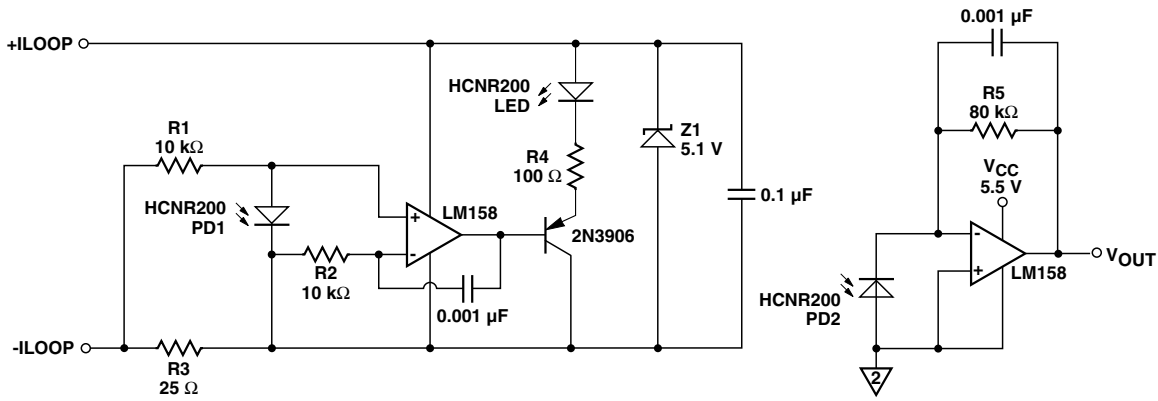 +ILOOP
HCNR200
LED
R1
10 kΩ
R4
100 Ω
Z1
5.1 V
HCNR200
PD1
+
LM158
0.1 µF
2N3906
-
R2
10 kΩ
0.001 µF
-ILOOP
R3
25 Ω
0.001 µF
R5
80 kΩ
VCC
5.5 V
-
+
LM158
VOUT
HCNR200
PD2
2